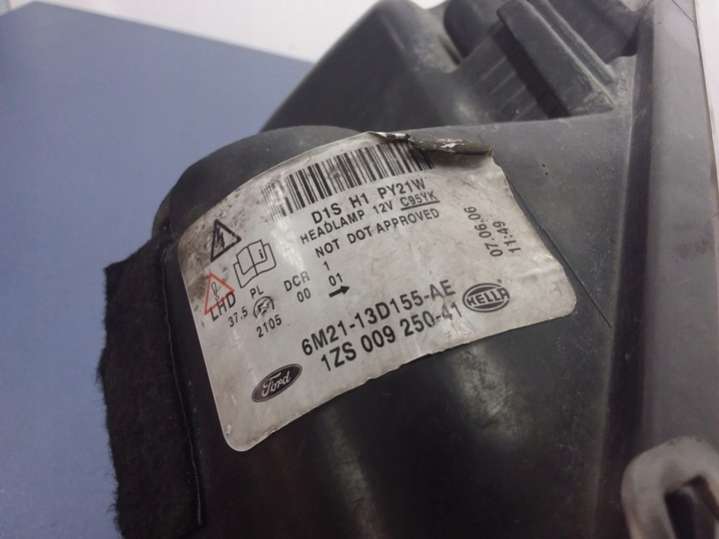 D1S H1 PY21W
HEADLAMP 12V C95YK
NOT DOT APPROVED
LHD
PL
37.5
2105
DCR 1
00 01
07.06.06
11:49
6M21-13D155-AE
1ZS 009 250-41
HELLA
Ford